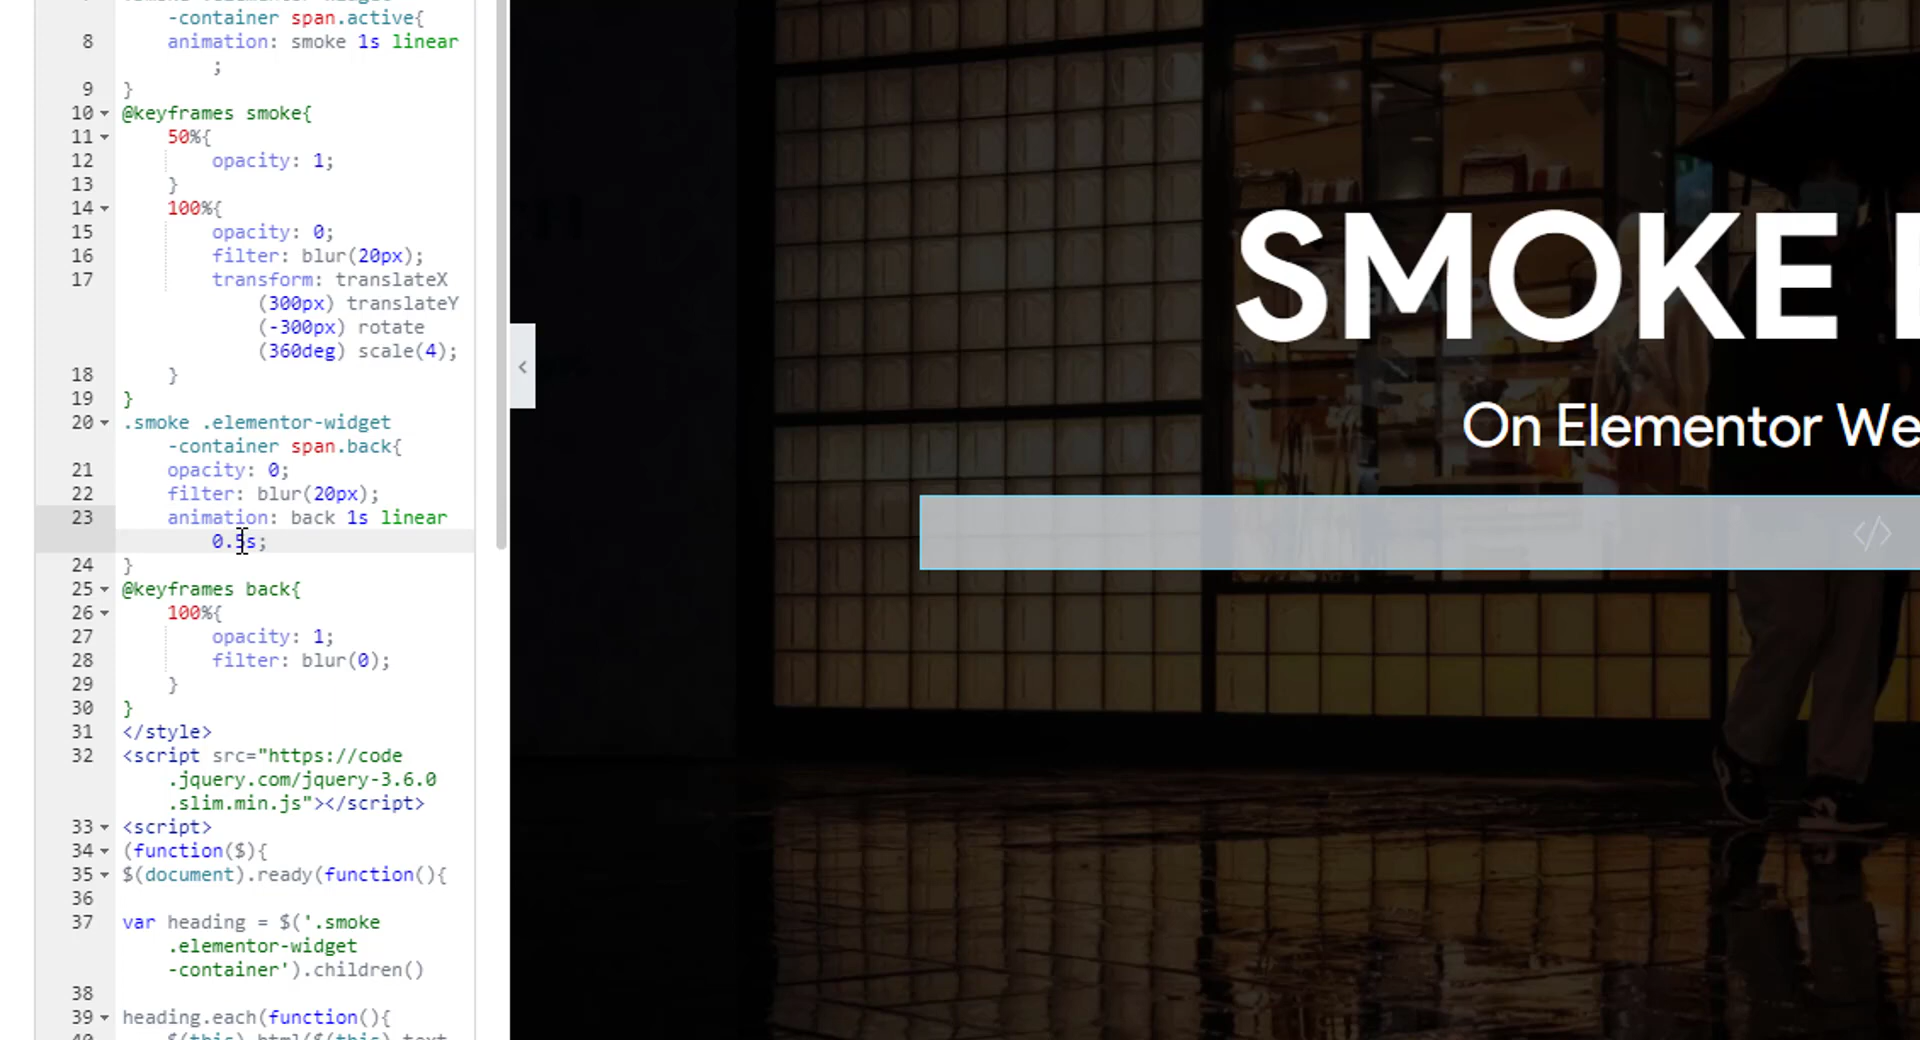 -container span.active{
8 animation: smoke 1s linear
;
9 }
10 @keyframes smoke{
11 50%{
12 opacity: 1;
13 }
14 100%{
15 opacity: 0;
16 filter: blur(20px);
17 transform: translateX
(300px) translateY
(-300px) rotate
(360deg) scale(4);
18 }
19 }
20 .smoke .elementor-widget
-container span.back{
21 opacity: 0;
22 filter: blur(20px);
23 animation: back 1s linear
0.5s;
24 }
25 @keyframes back{
26 100%{
27 opacity: 1;
28 filter: blur(0);
29 }
30 }
31 </style>
32 <script src="https://code
.jquery.com/jquery-3.6.0
.slim.min.js"></script>
33 <script>
34 (function($){
35 $(document).ready(function(){
36
37 var heading = $('.smoke
.elementor-widget
-container').children()
38
39 heading.each(function(){
SMOKE
On Elementor We
</>